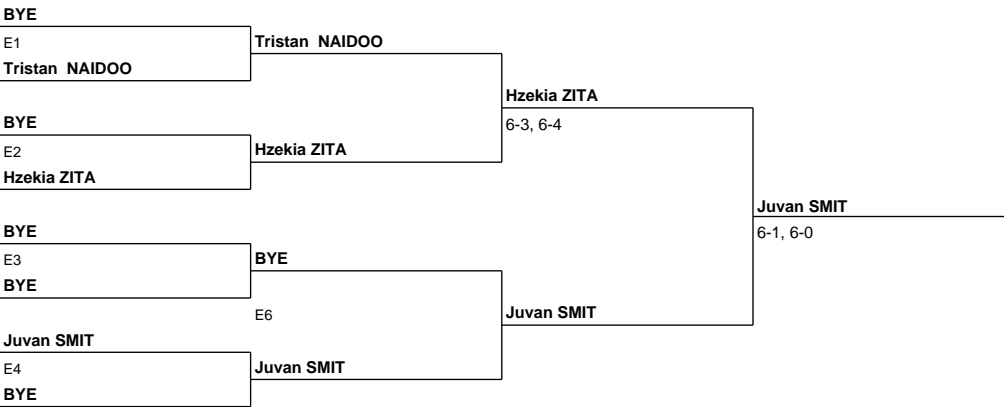 BYE
E1
Tristan  NAIDOO
Tristan  NAIDOO
Hzekia ZITA
6-3, 6-4
BYE
E2
Hzekia ZITA
Hzekia ZITA
Juvan SMIT
6-1, 6-0
BYE
E3
BYE
BYE
E6
Juvan SMIT
Juvan SMIT
E4
Juvan SMIT
BYE